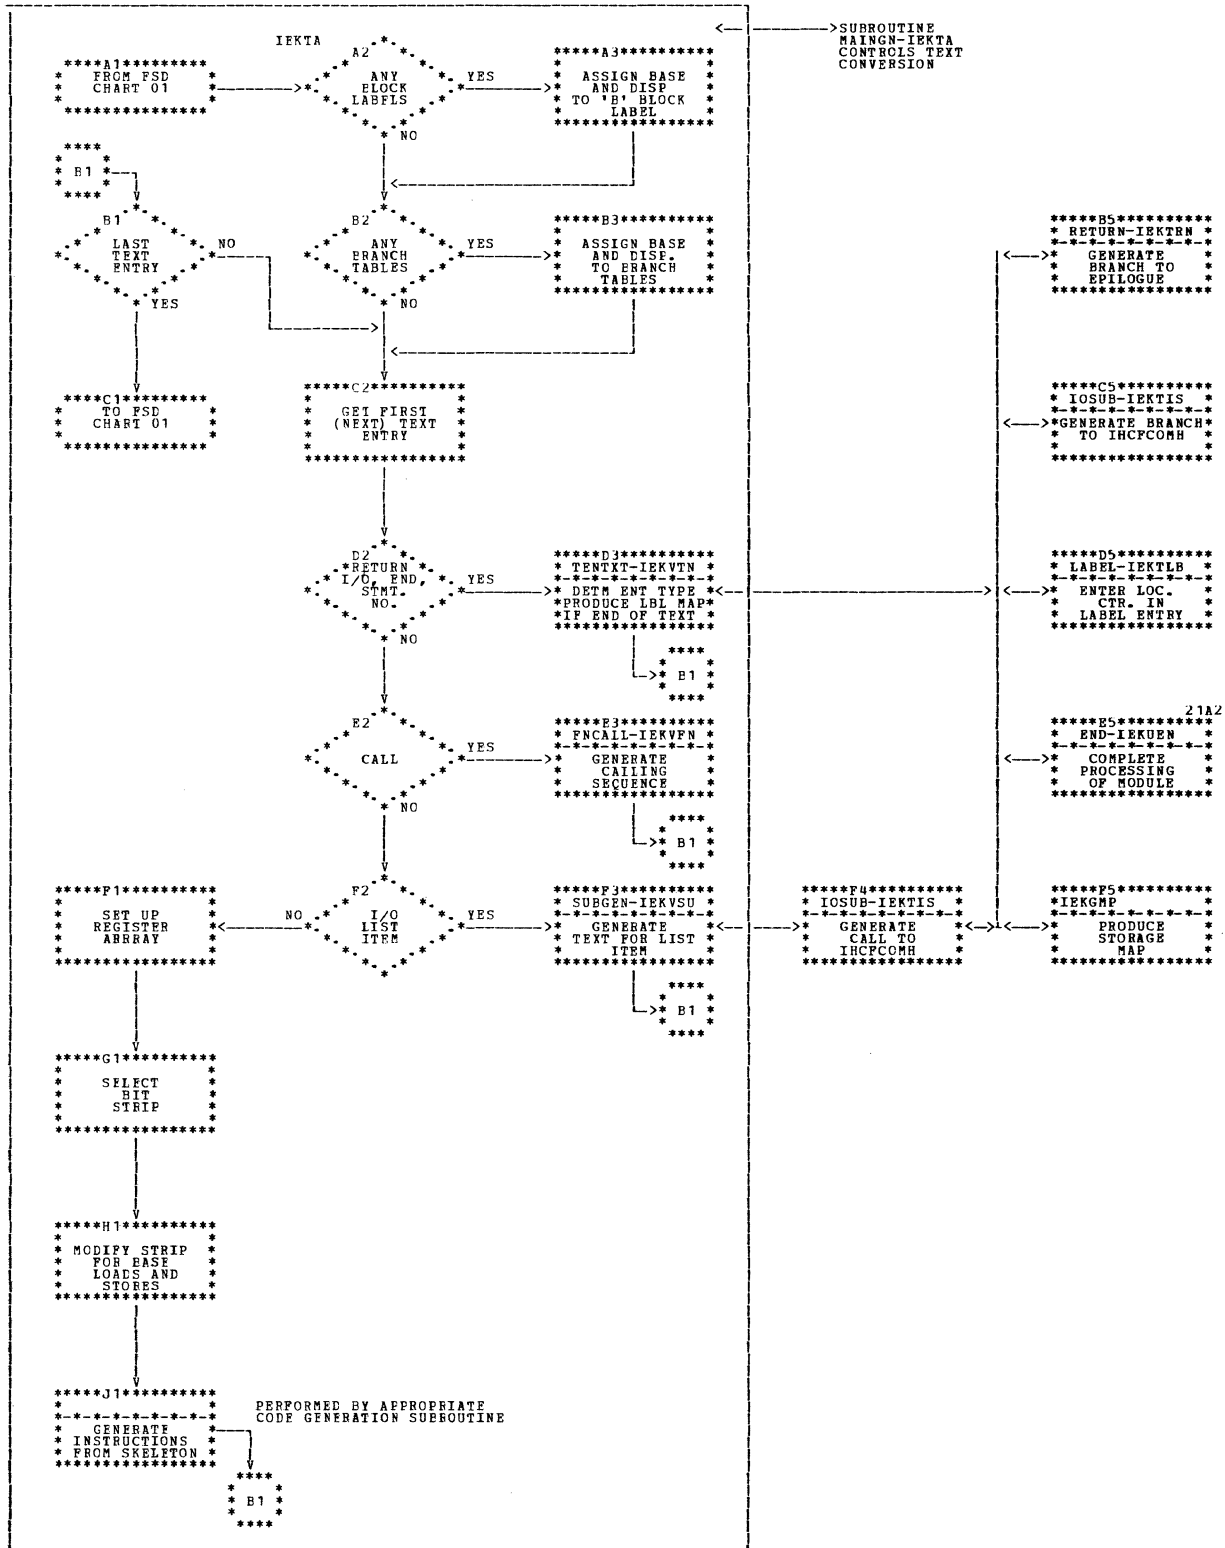 SUBROUTINE
MAINGN-IEKTA
CONTROLS TEXT
CONVERSION
IEKTA
A1
FROM FSD
CHART 01
A2
ANY
BLOCK
LABELS
YES
NO
A3
ASSIGN BASE
AND DISP
TO 'B' BLOCK
LABEL
B1
B1
LAST
TEXT
ENTRY
NO
YES
B2
ANY
BRANCH
TABLES
YES
NO
B3
ASSIGN BASE
AND DISP.
TO BRANCH
TABLES
B5
RETURN-IEKTRN
GENERATE
BRANCH TO
EPILOGUE
C1
TO FSD
CHART 01
C2
GET FIRST
(NEXT) TEXT
ENTRY
C5
IOSUB-IEKTIS
GENERATE BRANCH
TO IHCFCOMH
D2
RETURN
I/O, END,
STMT.
NO.
YES
NO
D3
TENTXT-IEKVTN
DETM ENT TYPE
PRODUCE LBL MAP
IF END OF TEXT
B1
D5
LABEL-IEKTLB
ENTER LOC.
CTR. IN
LABEL ENTRY
E2
CALL
YES
NO
E3
FNCALL-IEKVFN
GENERATE
CALLING
SEQUENCE
B1
21A2
E5
END-IEKUEN
COMPLETE
PROCESSING
OF MODULE
F1
SET UP
REGISTER
ABRRAY
NO
F2
I/O
LIST
ITEM
YES
F3
SUBGEN-IEKVSU
GENERATE
TEXT FOR LIST
ITEM
B1
F4
IOSUB-IEKTIS
GENERATE
CALL TO
IHCFCOMH
F5
IEKGMP
PRODUCE
STORAGE
MAP
G1
SELECT
BIT
STRIP
H1
MODIFY STRIP
FOR BASE
LOADS AND
STORES
J1
GENERATE
INSTRUCTIONS
FROM SKELETON
PERFORMED BY APPROPRIATE
CODE GENERATION SUBROUTINE
B1